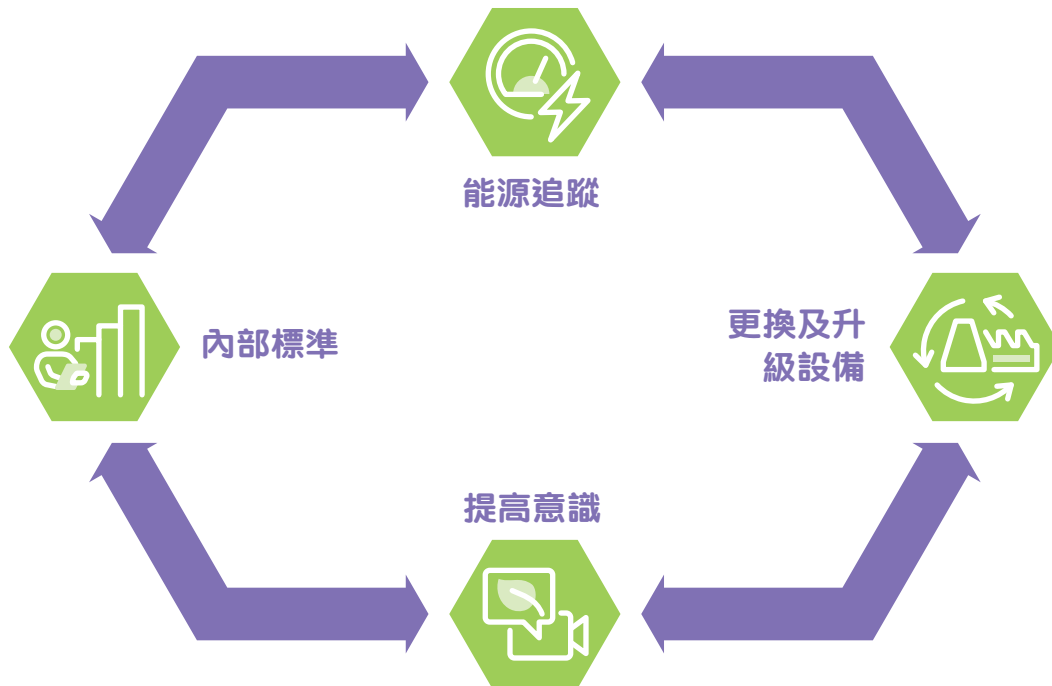 能源追蹤
內部標準
更換及升
級設備
提高意識